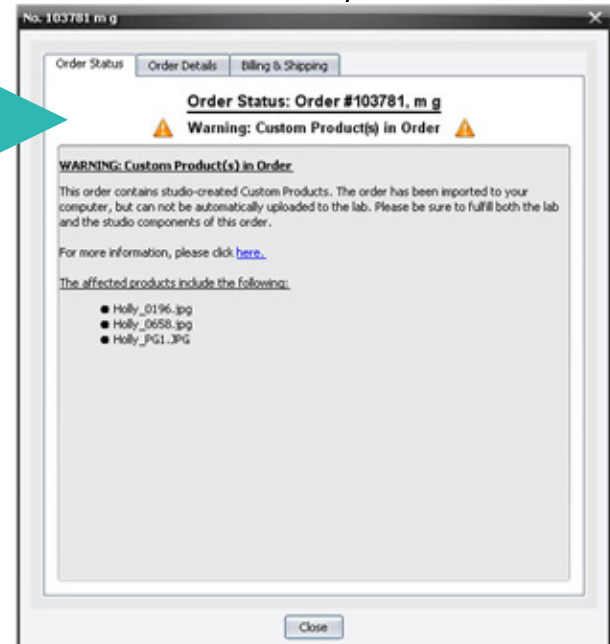 No. 103781 m g
Order Status
Order Details
Billing & Shipping
Order Status: Order #103781, m g
Warning: Custom Product(s) in Order
WARNING: Custom Product(s) in Order
This order contains studio-created Custom Products. The order has been imported to your
computer, but can not be automatically uploaded to the lab. Please be sure to fulfill both the lab
and the studio components of this order.
For more information, please click here.
The affected products include the following:
Holly_0196.jpg
Holly_0658.jpg
Holly_PG1.JPG
Close